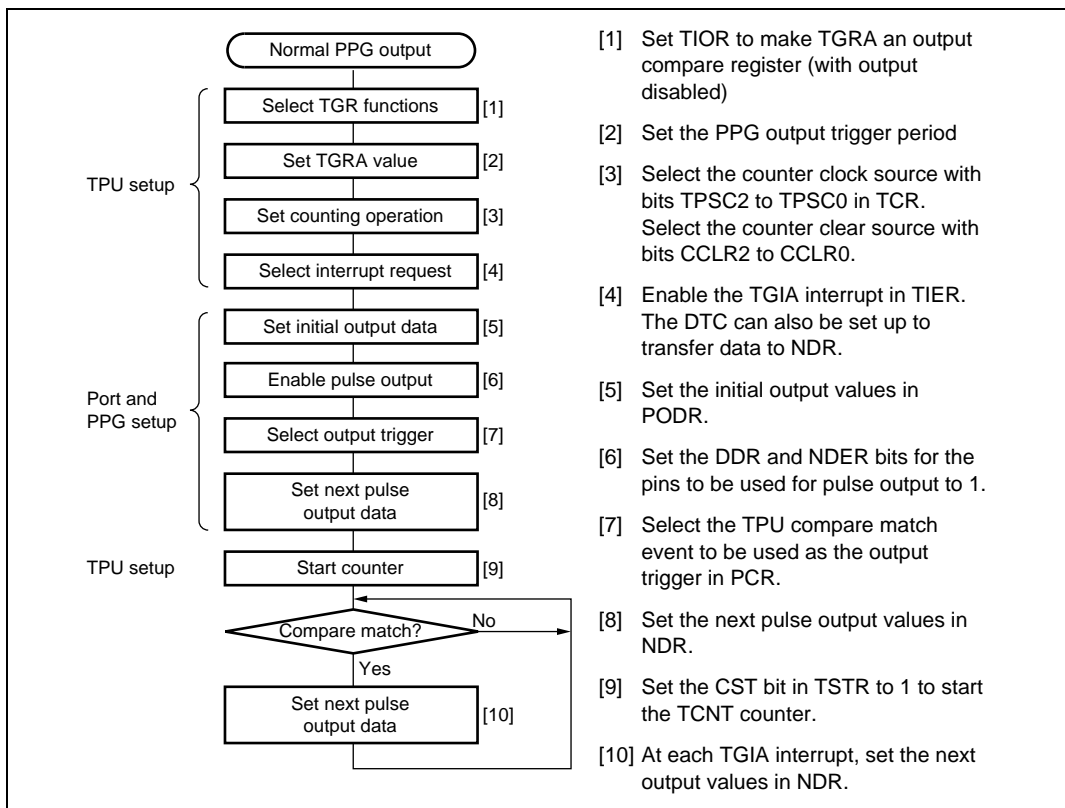 Normal PPG output
Select TGR functions [1]
Set TGRA value [2]
TPU setup
Set counting operation [3]
Select interrupt request [4]
Set initial output data [5]
Enable pulse output [6]
Port and
PPG setup
Select output trigger [7]
Set next pulse
output data [8]
TPU setup
Start counter [9]
Compare match?
No
Yes
Set next pulse
output data [10]
[1] Set TIOR to make TGRA an output
compare register (with output
disabled)
[2] Set the PPG output trigger period
[3] Select the counter clock source with
bits TPSC2 to TPSC0 in TCR.
Select the counter clear source with
bits CCLR2 to CCLR0.
[4] Enable the TGIA interrupt in TIER.
The DTC can also be set up to
transfer data to NDR.
[5] Set the initial output values in
PODR.
[6] Set the DDR and NDER bits for the
pins to be used for pulse output to 1.
[7] Select the TPU compare match
event to be used as the output
trigger in PCR.
[8] Set the next pulse output values in
NDR.
[9] Set the CST bit in TSTR to 1 to start
the TCNT counter.
[10] At each TGIA interrupt, set the next
output values in NDR.